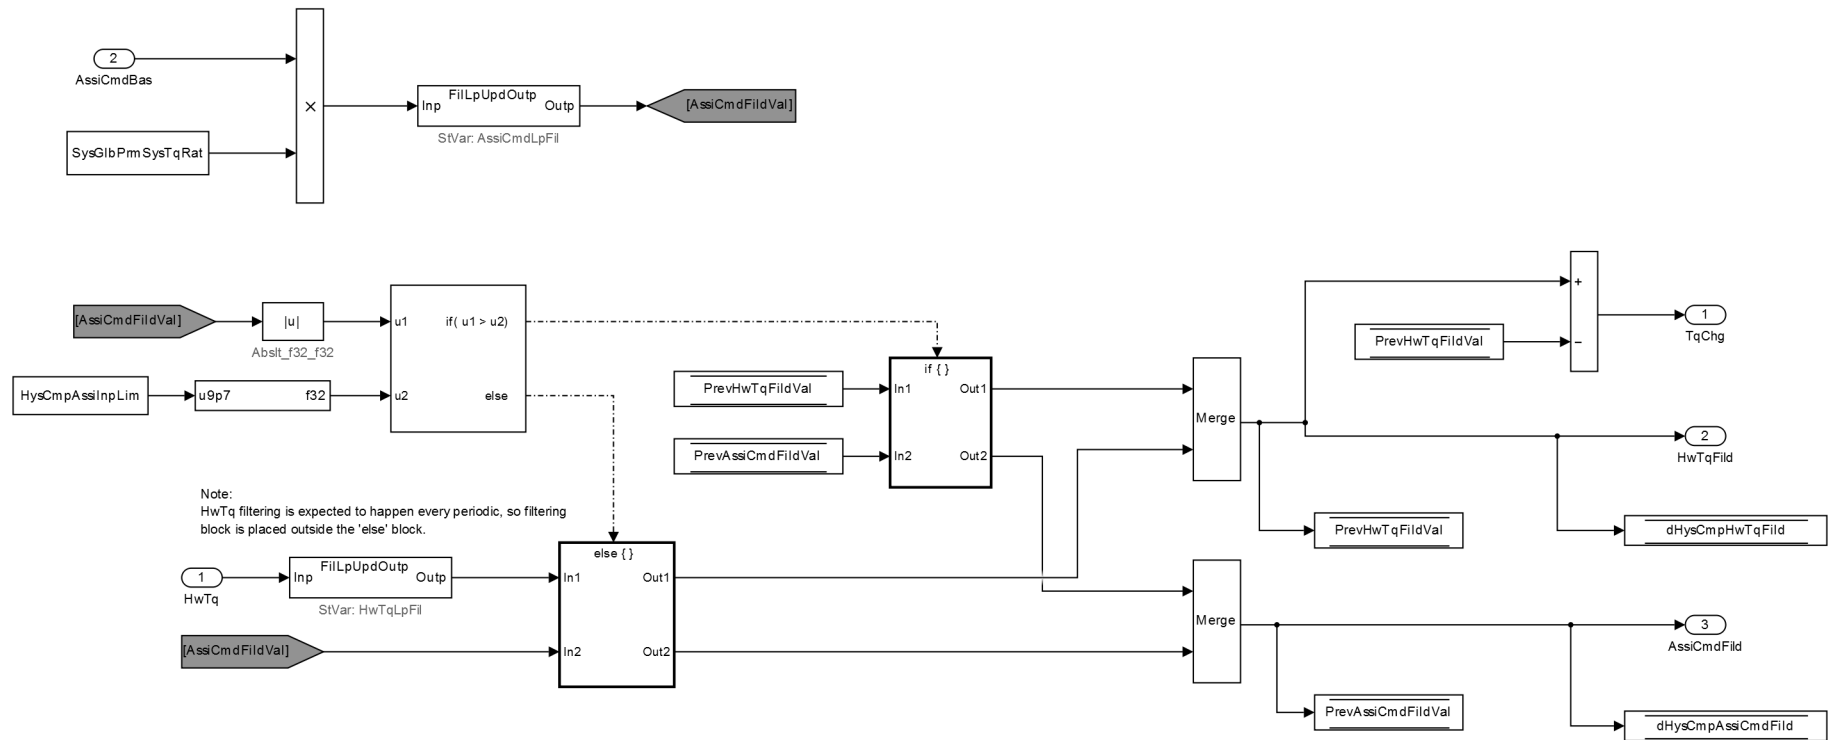 2
AssiCmdBas
SysGlbPrmSysTqRat
×
FilLpUpdOutp
Inp
Outp
StVar: AssiCmdLpFil
[AssiCmdFildVal]
[AssiCmdFildVal]
|u|
Abslt_f32_f32
HysCmpAssiInpLim
u9p7
f32
u1
if( u1 > u2)
u2
else
PrevHwTqFildVal
PrevAssiCmdFildVal
if { }
In1
Out1
In2
Out2
Merge
PrevHwTqFildVal
+
−
1
TqChg
2
HwTqFild
PrevHwTqFildVal
dHysCmpHwTqFild
Note:
HwTq filtering is expected to happen every periodic, so filtering
block is placed outside the 'else' block.
1
HwTq
FilLpUpdOutp
Inp
Outp
StVar: HwTqLpFil
[AssiCmdFildVal]
else { }
In1
Out1
In2
Out2
Merge
3
AssiCmdFild
PrevAssiCmdFildVal
dHysCmpAssiCmdFild